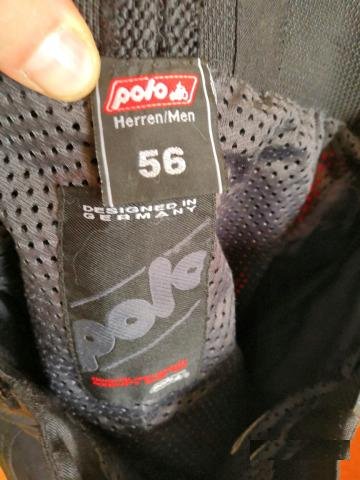 polo
Herren/Men
56
DESIGNED IN
GERMANY
polo